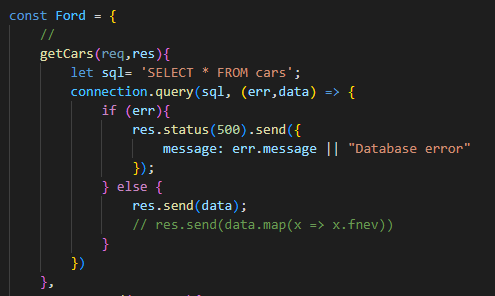 const Ford = {
    //
    getCars(req,res){
        let sql= 'SELECT * FROM cars';
        connection.query(sql, (err,data) => {
            if (err){
                res.status(500).send({
                    message: err.message || "Database error"
                });
            } else {
                res.send(data);
                // res.send(data.map(x => x.fnev))
            }
        })
    },